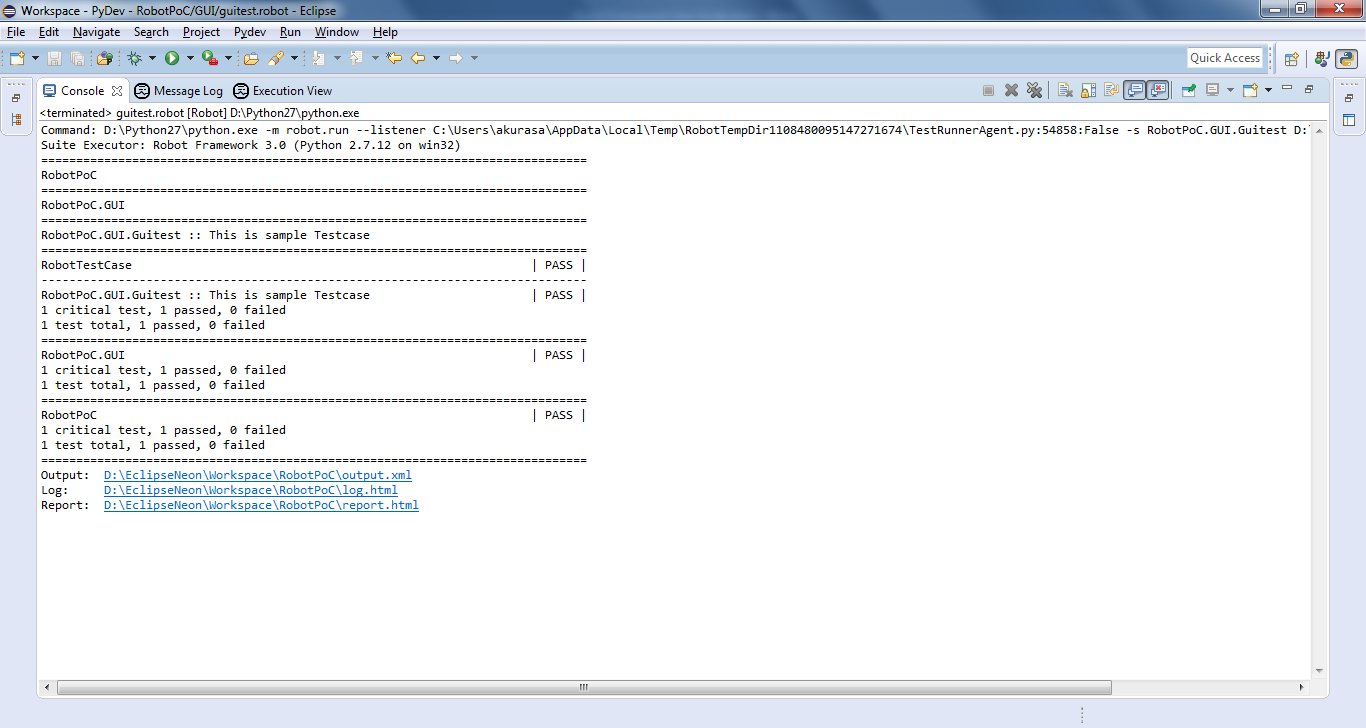 Workspace - PyDev - RobotPoC/GUI/guitest.robot - Eclipse
File Edit Navigate Search Project Pydev Run Window Help
Quick Access
Console Message Log Execution View
<terminated> guitest.robot [Robot] D:\Python27\python.exe
Command: D:\Python27\python.exe -m robot.run --listener C:\Users\akurasa\AppData\Local\Temp\RobotTempDir1108480095147271674\TestRunnerAgent.py:54858:False -s RobotPoC.GUI.Guitest D:
Suite Executor: Robot Framework 3.0 (Python 2.7.12 on win32)
==============================================================================
RobotPoC
==============================================================================
RobotPoC.GUI
==============================================================================
RobotPoC.GUI.Guitest :: This is sample Testcase
==============================================================================
RobotTestCase | PASS |
------------------------------------------------------------------------------
RobotPoC.GUI.Guitest :: This is sample Testcase | PASS |
1 critical test, 1 passed, 0 failed
1 test total, 1 passed, 0 failed
==============================================================================
RobotPoC.GUI | PASS |
1 critical test, 1 passed, 0 failed
1 test total, 1 passed, 0 failed
==============================================================================
RobotPoC | PASS |
1 critical test, 1 passed, 0 failed
1 test total, 1 passed, 0 failed
==============================================================================
Output: D:\EclipseNeon\Workspace\RobotPoC\output.xml
Log: D:\EclipseNeon\Workspace\RobotPoC\log.html
Report: D:\EclipseNeon\Workspace\RobotPoC\report.html